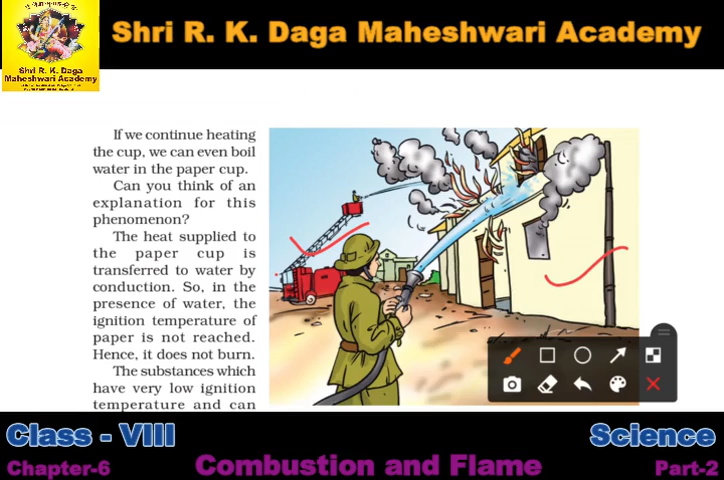 Shri R. K. Daga Maheshwari Academy
Shri R. K. Daga
Maheshwari Academy
If we continue heating
the cup, we can even boil
water in the paper cup.
Can you think of an
explanation for this
phenomenon?
The heat supplied to
the paper cup is
transferred to water by
conduction. So, in the
presence of water, the
ignition temperature of
paper is not reached.
Hence, it does not burn.
The substances which
have very low ignition
temperature and can
Class - VIII
Science
Chapter-6
Combustion and Flame
Part-2